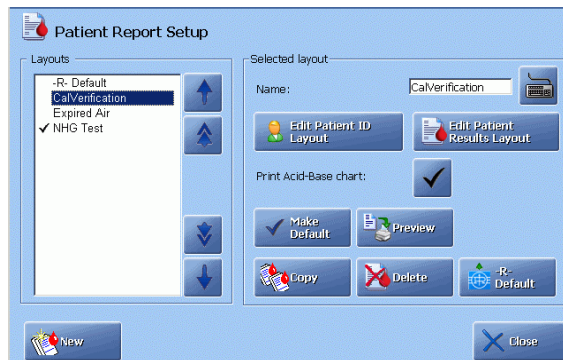 Patient Report Setup
Layouts
-R- Default
CalVerification
Expired Air
NHG Test
Selected layout
Name:
CalVerification
Edit Patient ID
Layout
Edit Patient
Results Layout
Print Acid-Base chart:
Make
Default
Preview
Copy
Delete
-R-
Default
New
Close